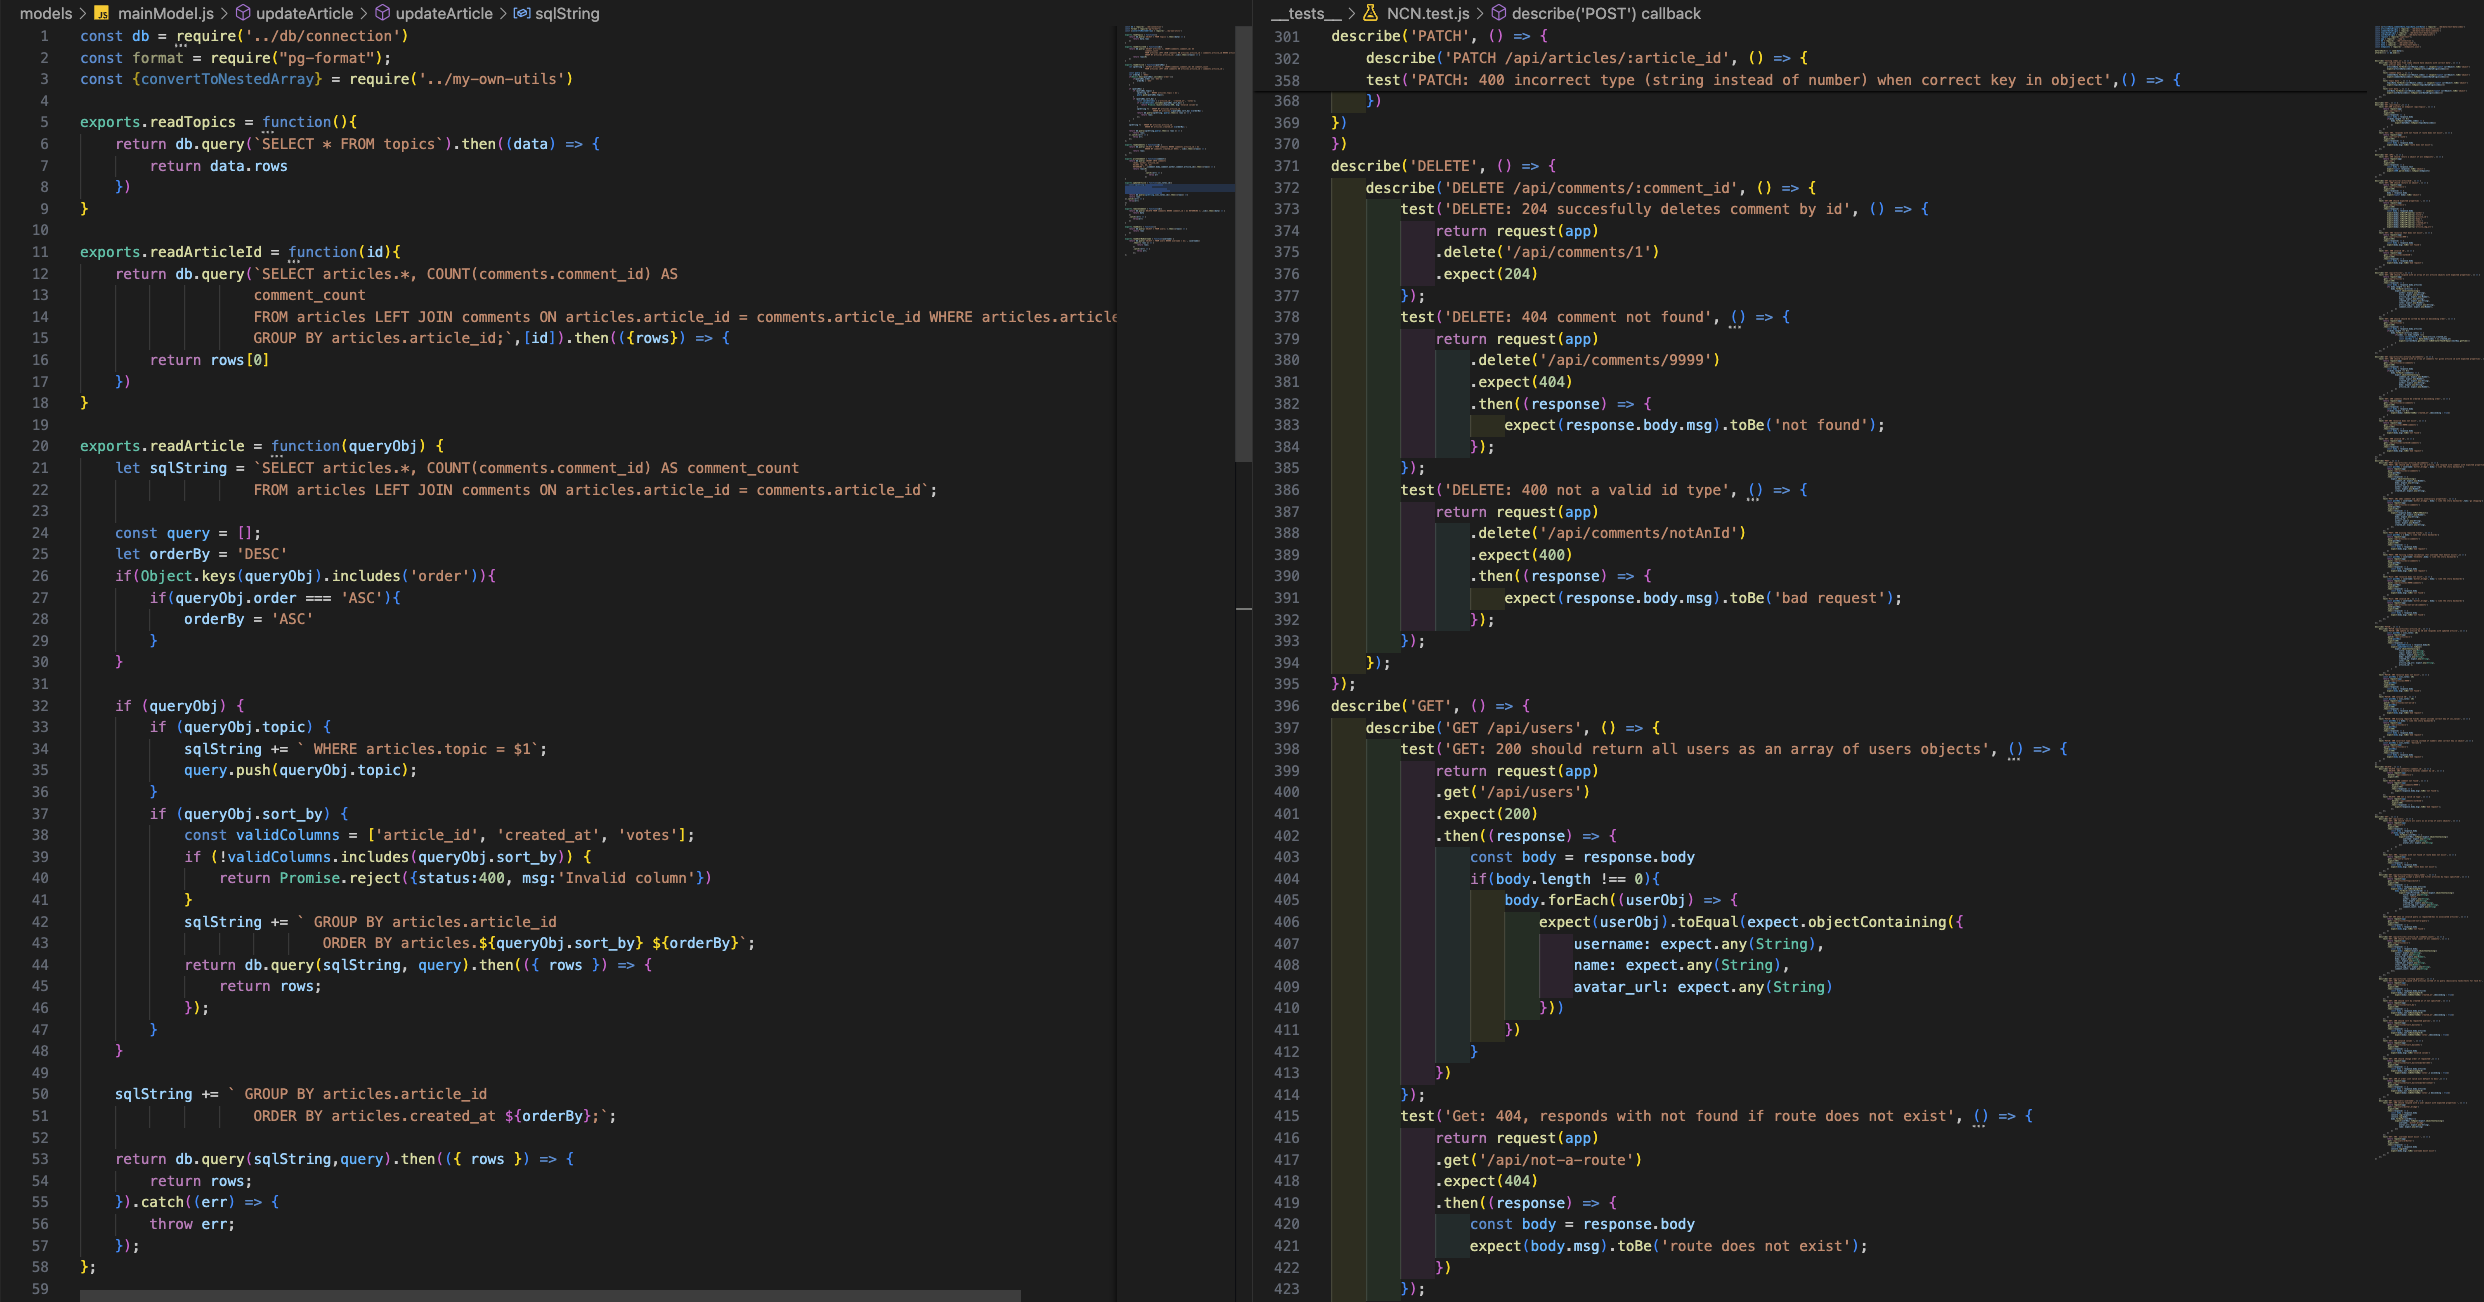 models > JS mainModel.js > updateArticle > updateArticle > sqlString
1 const db = require('../db/connection')
2 const format = require("pg-format");
3 const {convertToNestedArray} = require('../my-own-utils')
4
5 exports.readTopics = function(){
6 return db.query(`SELECT * FROM topics`).then((data) => {
7 return data.rows
8 })
9 }
10
11 exports.readArticleId = function(id){
12 return db.query(`SELECT articles.*, COUNT(comments.comment_id) AS
13 comment_count
14 FROM articles LEFT JOIN comments ON articles.article_id = comments.article_id WHERE articles.article
15 GROUP BY articles.article_id;`,[id]).then(({rows}) => {
16 return rows[0]
17 })
18 }
19
20 exports.readArticle = function(queryObj) {
21 let sqlString = `SELECT articles.*, COUNT(comments.comment_id) AS comment_count
22 FROM articles LEFT JOIN comments ON articles.article_id = comments.article_id`;
23
24 const query = [];
25 let orderBy = 'DESC'
26 if(Object.keys(queryObj).includes('order')){
27 if(queryObj.order === 'ASC'){
28 orderBy = 'ASC'
29 }
30 }
31
32 if (queryObj) {
33 if (queryObj.topic) {
34 sqlString += ` WHERE articles.topic = $1`;
35 query.push(queryObj.topic);
36 }
37 if (queryObj.sort_by) {
38 const validColumns = ['article_id', 'created_at', 'votes'];
39 if (!validColumns.includes(queryObj.sort_by)) {
40 return Promise.reject({status:400, msg:'Invalid column'})
41 }
42 sqlString += ` GROUP BY articles.article_id
43 ORDER BY articles.${queryObj.sort_by} ${orderBy}`;
44 return db.query(sqlString, query).then(({ rows }) => {
45 return rows;
46 });
47 }
48 }
49
50 sqlString += ` GROUP BY articles.article_id
51 ORDER BY articles.created_at ${orderBy};`;
52
53 return db.query(sqlString,query).then(({ rows }) => {
54 return rows;
55 }).catch((err) => {
56 throw err;
57 });
58 };
59
__tests__ > NCN.test.js > describe('POST') callback
301 describe('PATCH', () => {
302 describe('PATCH /api/articles/:article_id', () => {
358 test('PATCH: 400 incorrect type (string instead of number) when correct key in object',() => {
368 })
369 })
370 })
371 describe('DELETE', () => {
372 describe('DELETE /api/comments/:comment_id', () => {
373 test('DELETE: 204 succesfully deletes comment by id', () => {
374 return request(app)
375 .delete('/api/comments/1')
376 .expect(204)
377 });
378 test('DELETE: 404 comment not found', () => {
379 return request(app)
380 .delete('/api/comments/9999')
381 .expect(404)
382 .then((response) => {
383 expect(response.body.msg).toBe('not found');
384 });
385 });
386 test('DELETE: 400 not a valid id type', () => {
387 return request(app)
388 .delete('/api/comments/notAnId')
389 .expect(400)
390 .then((response) => {
391 expect(response.body.msg).toBe('bad request');
392 });
393 });
394 });
395 });
396 describe('GET', () => {
397 describe('GET /api/users', () => {
398 test('GET: 200 should return all users as an array of users objects', () => {
399 return request(app)
400 .get('/api/users')
401 .expect(200)
402 .then((response) => {
403 const body = response.body
404 if(body.length !== 0){
405 body.forEach((userObj) => {
406 expect(userObj).toEqual(expect.objectContaining({
407 username: expect.any(String),
408 name: expect.any(String),
409 avatar_url: expect.any(String)
410 }))
411 })
412 }
413 })
414 });
415 test('Get: 404, responds with not found if route does not exist', () => {
416 return request(app)
417 .get('/api/not-a-route')
418 .expect(404)
419 .then((response) => {
420 const body = response.body
421 expect(body.msg).toBe('route does not exist');
422 })
423 });